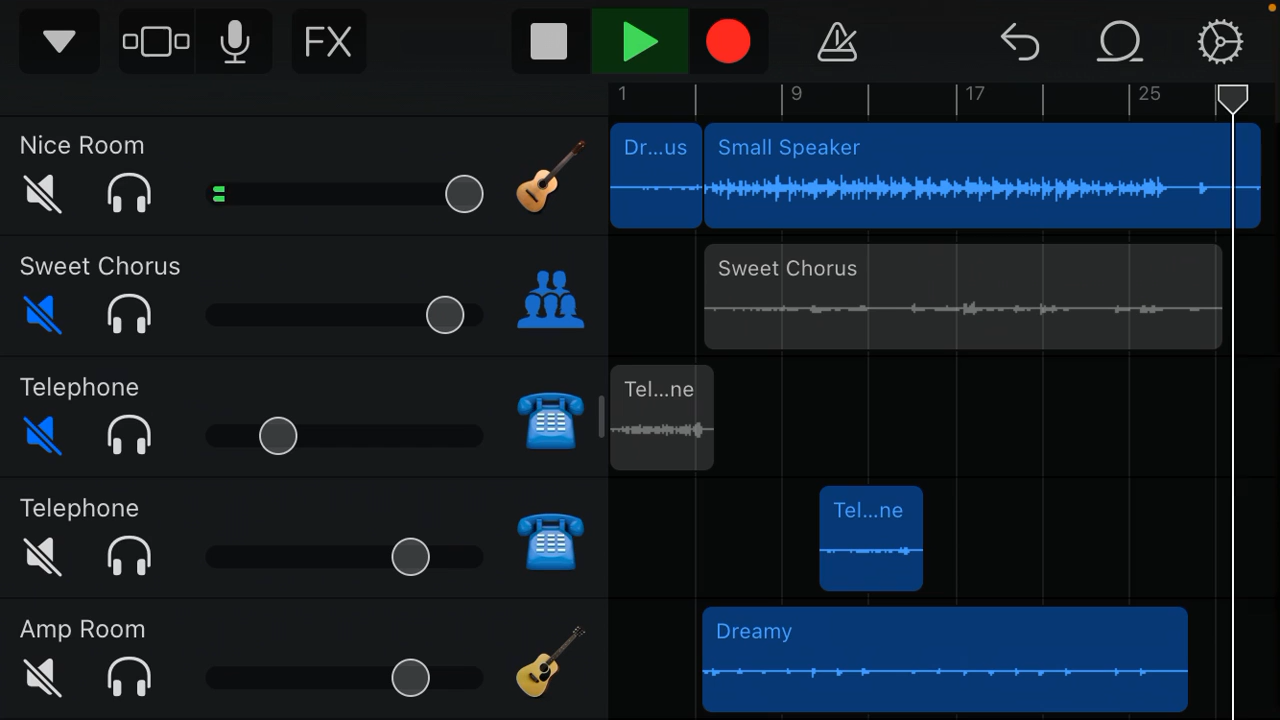 FX
1 9 17 25
Nice Room
Dr...us
Small Speaker
Sweet Chorus
Sweet Chorus
Telephone
Tel...ne
Telephone
Tel...ne
Amp Room
Dreamy